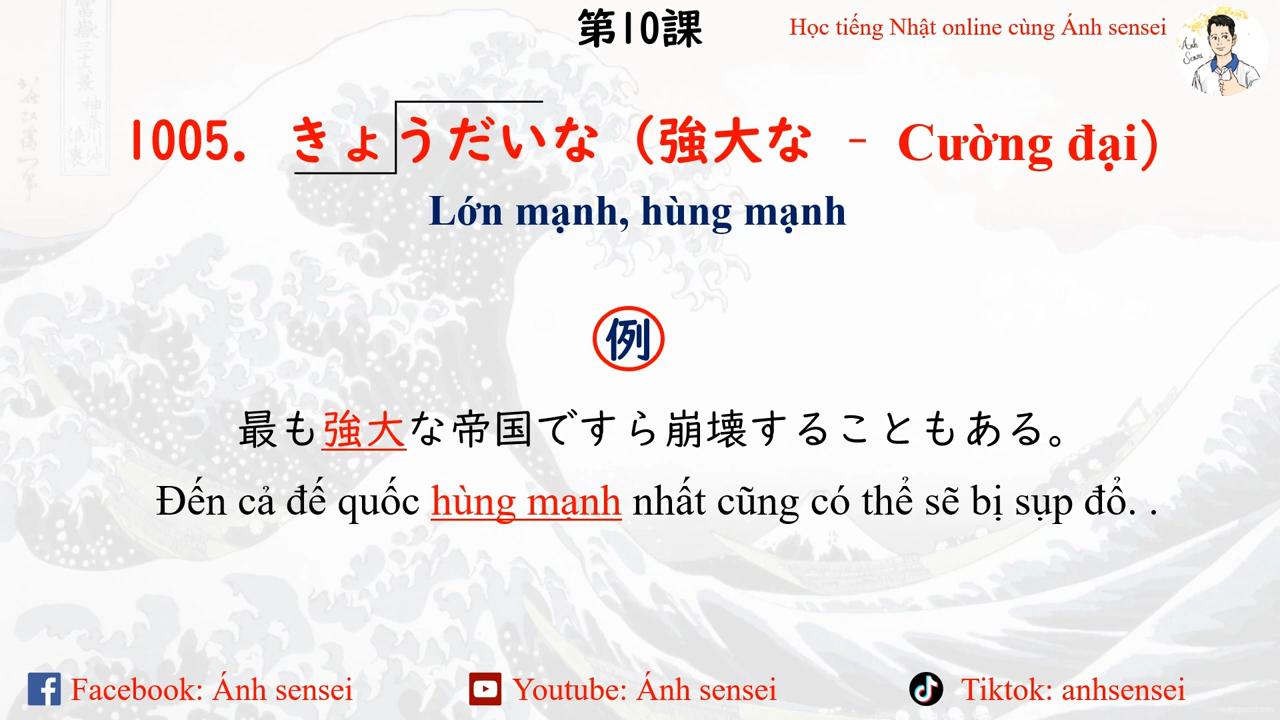 第10課
Học tiếng Nhật online cùng Ánh sensei
Ánh Sensei
1005. きょうだいな (強大な - Cường đại)
Lớn mạnh, hùng mạnh
例
最も強大な帝国ですら崩壊することもある。
Đến cả đế quốc hùng mạnh nhất cũng có thể sẽ bị sụp đổ. .
Facebook: Ánh sensei
Youtube: Ánh sensei
Tiktok: anhsensei